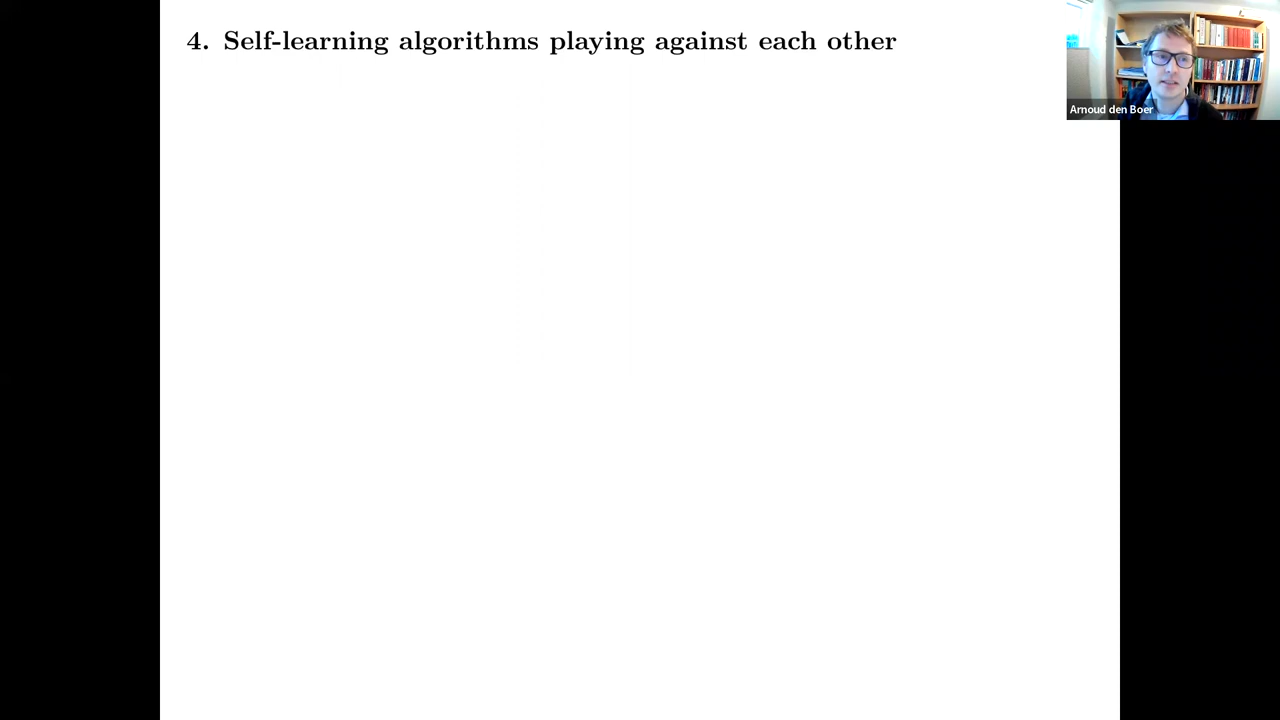 4. Self-learning algorithms playing against each other
Arnoud den Boer